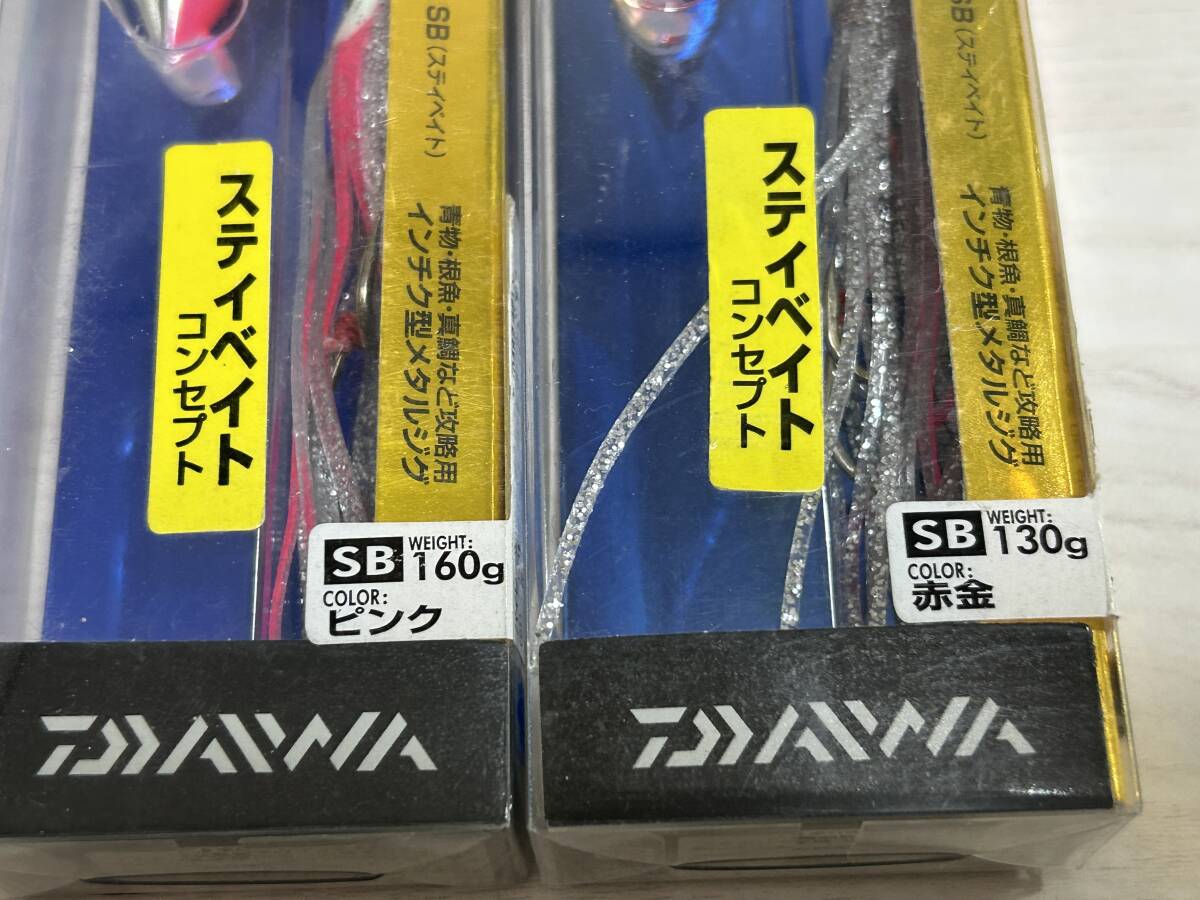 SB（ステイベイト）
青物・根魚・真鯛など攻略用
インチク型メタルジグ
ステイベイト
コンセプト
SB WEIGHT: 160g
COLOR: ピンク
DAIWA
SB（ステイベイト）
青物・根魚・真鯛など攻略用
インチク型メタルジグ
ステイベイト
コンセプト
SB WEIGHT: 130g
COLOR: 赤金
DAIWA